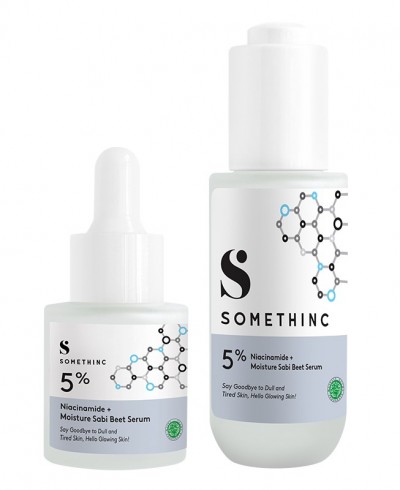 S
SOMETHINC
5%
Niacinamide +
Moisture Sabi Beet Serum
Say Goodbye to Dull and
Tired Skin, Hello Glowing Skin!
S
SOMETHINC
5%
Niacinamide +
Moisture Sabi Beet Serum
Say Goodbye to Dull and
Tired Skin, Hello Glowing Skin!